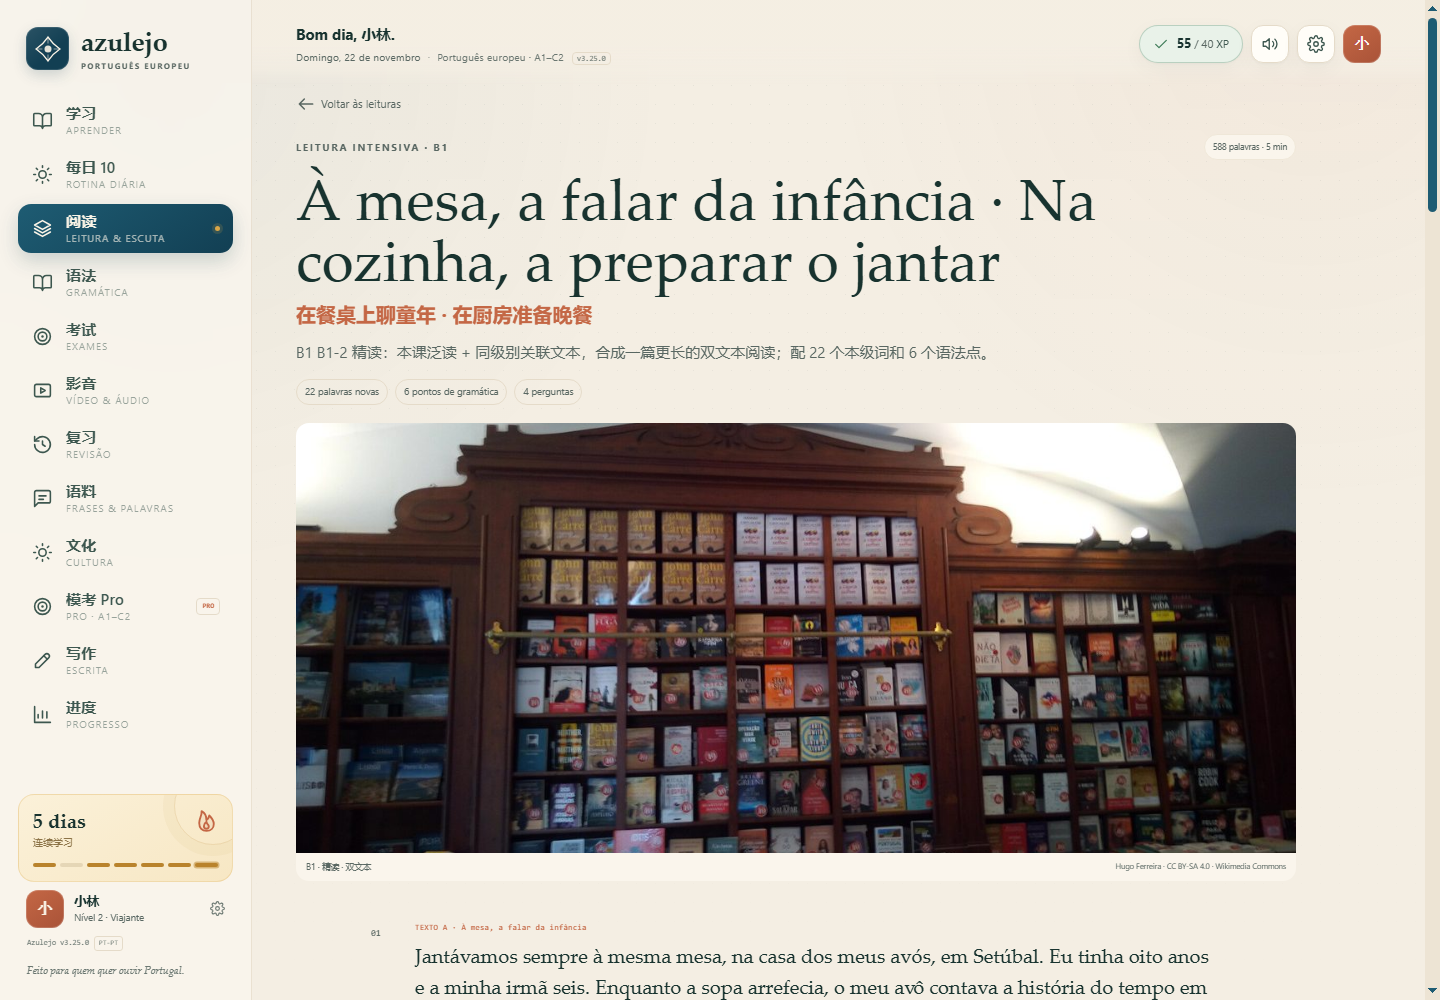 azulejo
PORTUGUÊS EUROPEU
学习
APRENDER
每日 10
ROTINA DIÁRIA
阅读
LEITURA & ESCUTA
语法
GRAMÁTICA
考试
EXAMES
影音
VÍDEO & ÁUDIO
复习
REVISÃO
语料
FRASES & PALAVRAS
文化
CULTURA
模考 Pro
PRO · A1–C2
PRO
写作
ESCRITA
进度
PROGRESSO
5 dias
连续学习
小
小林
Nível 2 · Viajante
Azulejo v3.25.0 PT-PT
Feito para quem quer ouvir Portugal.
Bom dia, 小林.
Domingo, 22 de novembro · Português europeu · A1–C2 v3.25.0
55 / 40 XP
小
Voltar às leituras
LEITURA INTENSIVA · B1
588 palavras · 5 min
À mesa, a falar da infância · Na
cozinha, a preparar o jantar
在餐桌上聊童年 · 在厨房准备晚餐
B1 B1-2 精读：本课泛读 + 同级别关联文本，合成一篇更长的双文本阅读；配 22 个本级词和 6 个语法点。
22 palavras novas
6 pontos de gramática
4 perguntas
John
Carré
NÃO
DIETA
VIDA
ROBIN
COOK
B1 · 精读 · 双文本
Hugo Ferreira · CC BY-SA 4.0 · Wikimedia Commons
01
TEXTO A · À mesa, a falar da infância
Jantávamos sempre à mesma mesa, na casa dos meus avós, em Setúbal. Eu tinha oito anos
e a minha irmã seis. Enquanto a sopa arrefecia, o meu avô contava a história do tempo em